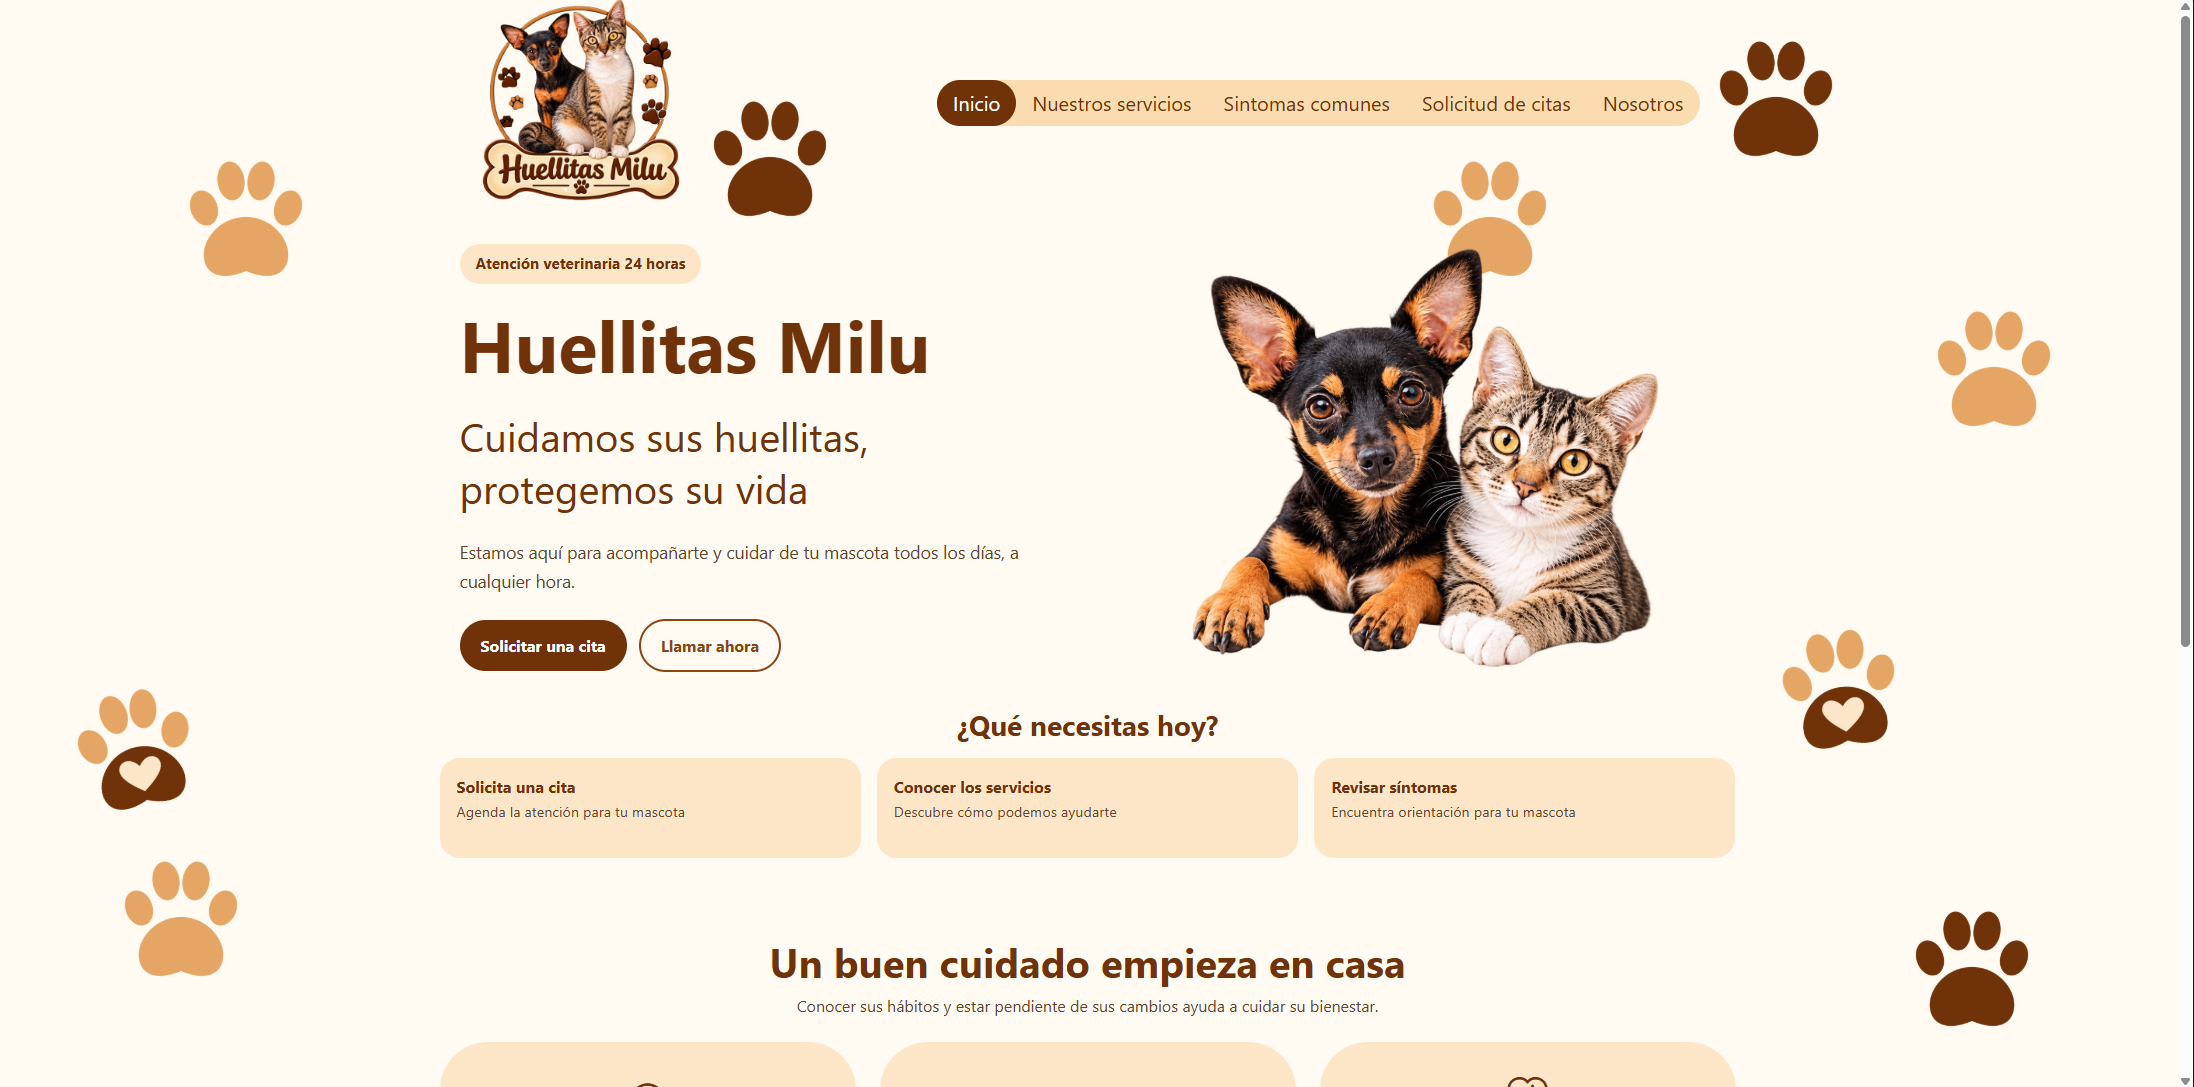 Huellitas Milu
Inicio
Nuestros servicios
Sintomas comunes
Solicitud de citas
Nosotros
Atención veterinaria 24 horas
Huellitas Milu
Cuidamos sus huellitas,
protegemos su vida
Estamos aquí para acompañarte y cuidar de tu mascota todos los días, a
cualquier hora.
Solicitar una cita
Llamar ahora
¿Qué necesitas hoy?
Solicita una cita
Agenda la atención para tu mascota
Conocer los servicios
Descubre cómo podemos ayudarte
Revisar síntomas
Encuentra orientación para tu mascota
Un buen cuidado empieza en casa
Conocer sus hábitos y estar pendiente de sus cambios ayuda a cuidar su bienestar.